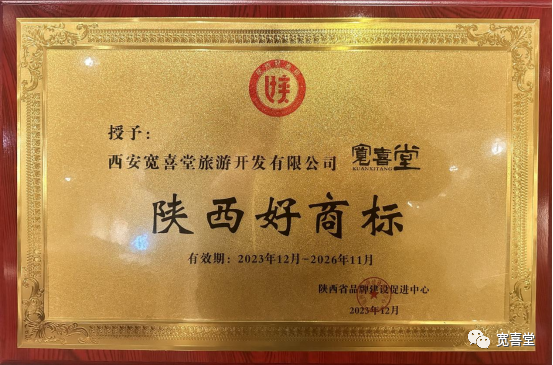 授予：
西安宽喜堂旅游开发有限公司 寬喜堂
KUANXITANG
陕西好商标
有效期：2023年12月~2026年11月
陕西省品牌建设促进中心
2023年12月
宽喜堂